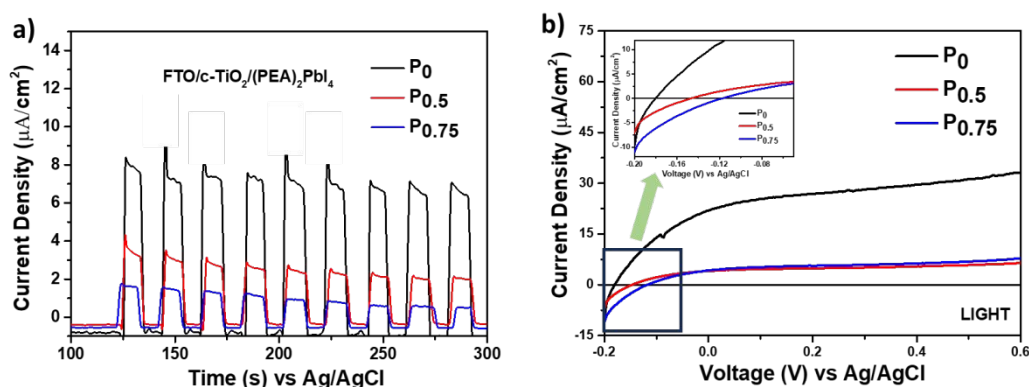 a)
FTO/c-TiO₂/(PEA)₂PbI₄
P₀
P₀.₅
P₀.₇₅
Current Density (μA/cm²)
14
12
10
8
6
4
2
0
100 150 200 250 300
Time (s) vs Ag/AgCl
b)
Current Density (μA/cm²)
75
60
45
30
15
0
-15
-0.2 0.0 0.2 0.4 0.6
Voltage (V) vs Ag/AgCl
P₀
P₀.₅
P₀.₇₅
LIGHT
Current Density (μA/cm²)
10
5
0
-5
-10
-0.20 -0.16 -0.12 -0.08
Voltage (V) vs Ag/AgCl
P₀
P₀.₅
P₀.₇₅